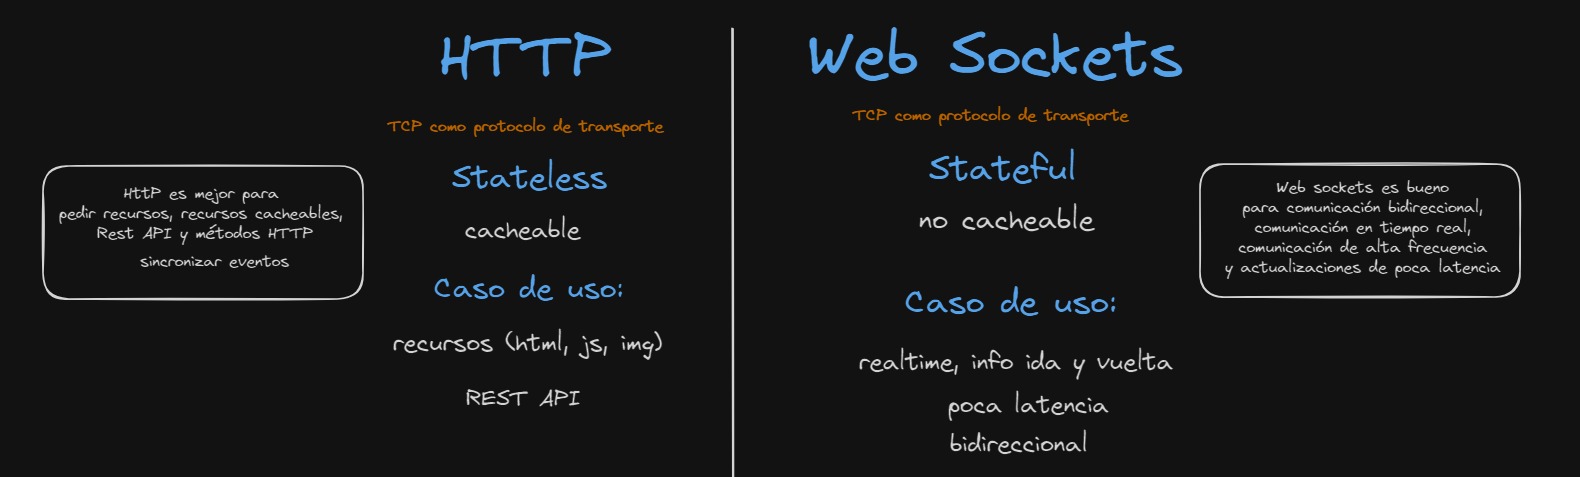 HTTP
TCP como protocolo de transporte
Stateless
cacheable
Caso de uso:
recursos (html, js, img)
REST API
HttP es mejor para
pedir recursos, recursos cacheables,
Rest API y métodos HTTP
sincronizar eventos
Web Sockets
TCP como protocolo de transporte
Stateful
no cacheable
Caso de uso:
realtime, info ida y vuelta
poca latencia
bidireccional
Web sockets es bueno
para comunicación bidireccional,
comunicación en tiempo real,
comunicación de alta frecuencia
y actualizaciones de poca latencia